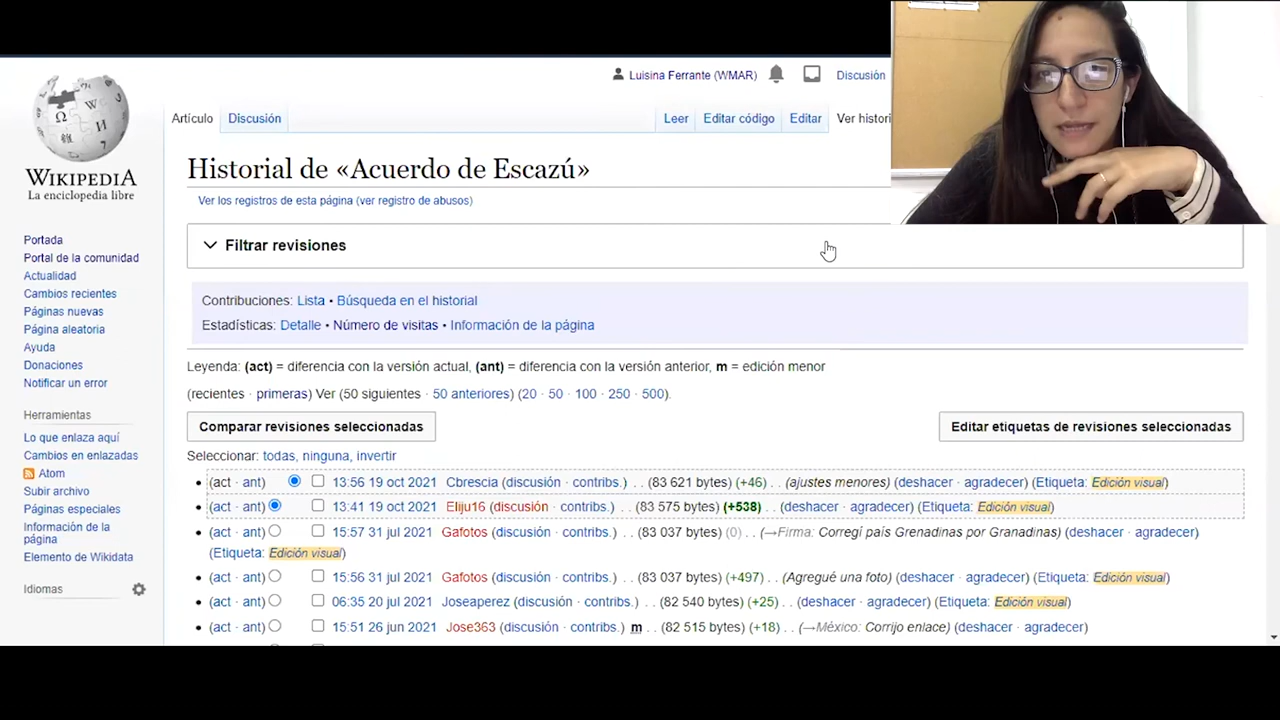 Luisina Ferrante (WMAR) Discusión
Artículo Discusión Leer Editar código Editar Ver histori
WIKIPEDIA
La enciclopedia libre
Historial de «Acuerdo de Escazú»
Ver los registros de esta página (ver registro de abusos)
Portada
Portal de la comunidad
Actualidad
Cambios recientes
Páginas nuevas
Página aleatoria
Ayuda
Donaciones
Notificar un error
Herramientas
Lo que enlaza aquí
Cambios en enlazadas
Atom
Subir archivo
Páginas especiales
Información de la
página
Elemento de Wikidata
Idiomas
Filtrar revisiones
Contribuciones: Lista • Búsqueda en el historial
Estadísticas: Detalle • Número de visitas • Información de la página
Leyenda: (act) = diferencia con la versión actual, (ant) = diferencia con la versión anterior, m = edición menor
(recientes · primeras) Ver (50 siguientes · 50 anteriores) (20 · 50 · 100 · 250 · 500).
Comparar revisiones seleccionadas Editar etiquetas de revisiones seleccionadas
Seleccionar: todas, ninguna, invertir
(act · ant) 13:56 19 oct 2021 Cbrescia (discusión · contribs.) . . (83 621 bytes) (+46) . . (ajustes menores) (deshacer · agradecer) (Etiqueta: Edición visual)
(act · ant) 13:41 19 oct 2021 Eliju16 (discusión · contribs.) . . (83 575 bytes) (+538) . . (deshacer · agradecer) (Etiqueta: Edición visual)
(act · ant) 15:57 31 jul 2021 Gafotos (discusión · contribs.) . . (83 037 bytes) (0) . . (→Firma: Corregí país Grenadinas por Granadinas) (deshacer · agradecer)
(Etiqueta: Edición visual)
(act · ant) 15:56 31 jul 2021 Gafotos (discusión · contribs.) . . (83 037 bytes) (+497) . . (Agregué una foto) (deshacer · agradecer) (Etiqueta: Edición visual)
(act · ant) 06:35 20 jul 2021 Joseaperez (discusión · contribs.) . . (82 540 bytes) (+25) . . (deshacer · agradecer) (Etiqueta: Edición visual)
(act · ant) 15:51 26 jun 2021 Jose363 (discusión · contribs.) . . m (82 515 bytes) (+18) . . (→México: Corrijo enlace) (deshacer · agradecer)